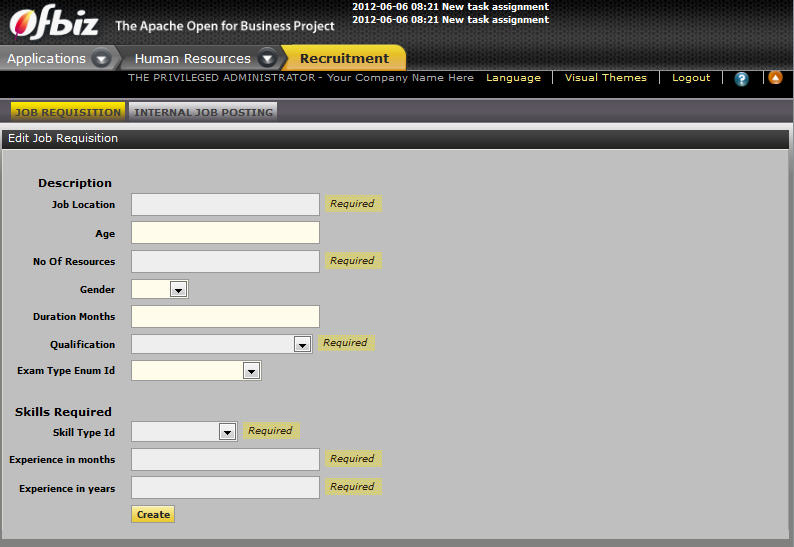 2012-06-06 08:21 New task assignment
2012-06-06 08:21 New task assignment
Ofbiz The Apache Open for Business Project
Applications Human Resources Recruitment
THE PRIVILEGED ADMINISTRATOR - Your Company Name Here Language Visual Themes Logout ?
JOB REQUISITION INTERNAL JOB POSTING
Edit Job Requisition
Description
Job Location Required
Age
No Of Resources Required
Gender
Duration Months
Qualification Required
Exam Type Enum Id
Skills Required
Skill Type Id Required
Experience in months Required
Experience in years Required
Create